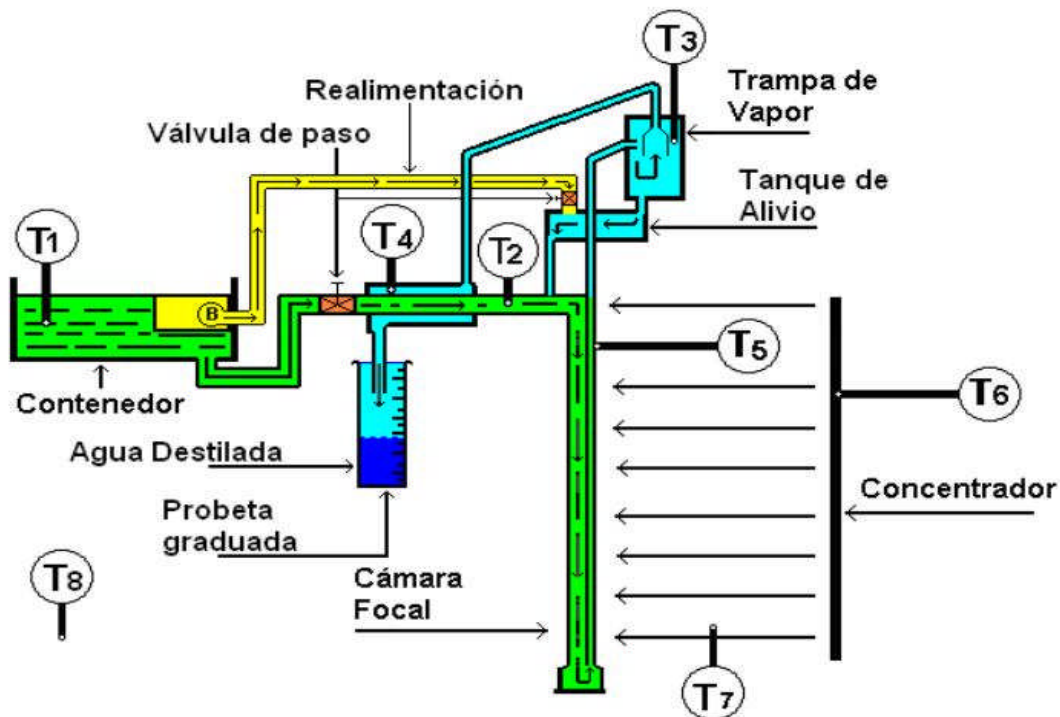 T3
Trampa de
Vapor
Realimentación
Válvula de paso
Tanque de
Alivio
T1
T4
T2
B
T5
Contenedor
T6
Agua Destilada
Concentrador
Probeta
graduada
T8
Cámara
Focal
T7